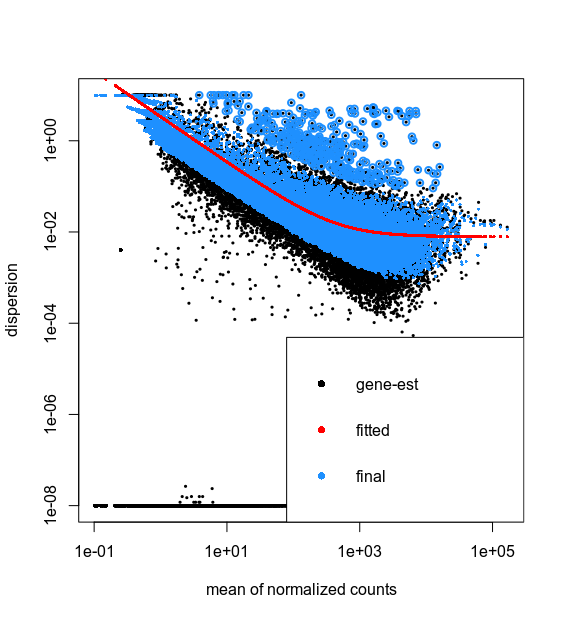 1e+00
1e-02
1e-04
1e-06
1e-08
dispersion
gene-est
fitted
final
1e-01
1e+01
1e+03
1e+05
mean of normalized counts